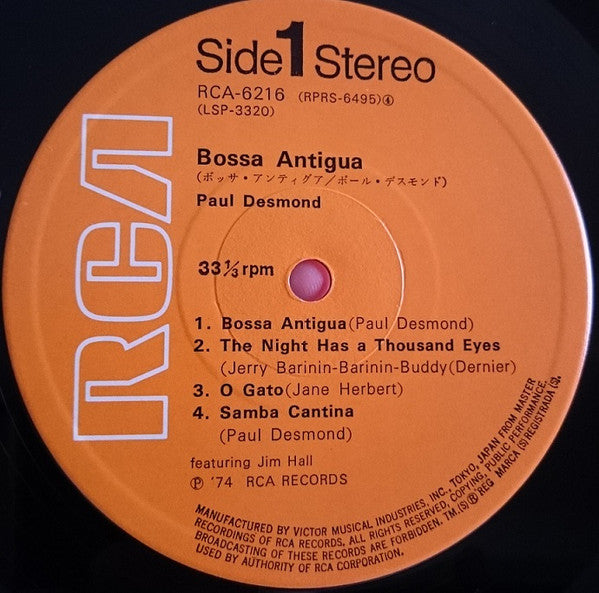 RCA
Side 1 Stereo
RCA-6216 (RPRS-6495)④
(LSP-3320)
Bossa Antigua
(ボッサ・アンティグア/ポール・デスモンド)
Paul Desmond
33⅓ rpm
1. Bossa Antigua (Paul Desmond)
2. The Night Has a Thousand Eyes
(Jerry Barinin-Barinin-Buddy(Dernier)
3. O Gato (Jane Herbert)
4. Samba Cantina
(Paul Desmond)
featuring Jim Hall
℗ '74 RCA RECORDS
MANUFACTURED BY VICTOR MUSICAL INDUSTRIES, INC., TOKYO, JAPAN FROM MASTER
RECORDINGS OF RCA RECORDS. ALL RIGHTS RESERVED, COPYING, PUBLIC PERFORMANCE,
BROADCASTING OF THESE RECORDS ARE FORBIDDEN. TM.(S)® REG MARCA (S) REGISTRADA (S).
USED BY AUTHORITY OF RCA CORPORATION.